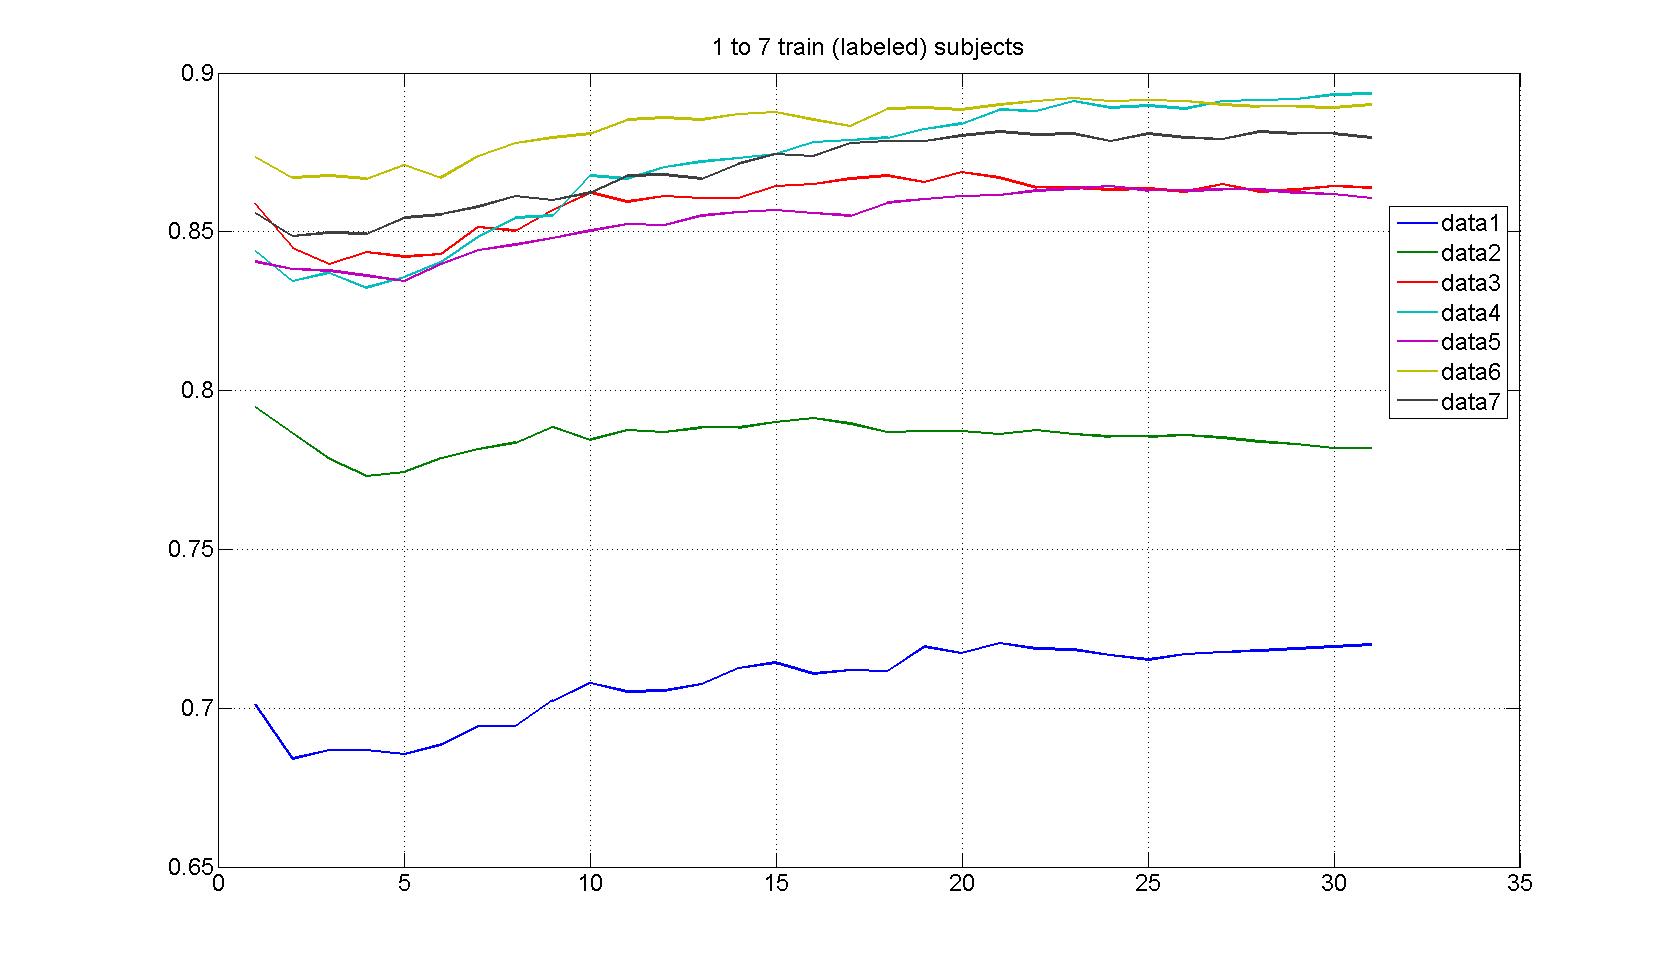 1 to 7 train (labeled) subjects
0.9
0.85
0.8
0.75
0.7
0.65
data1
data2
data3
data4
data5
data6
data7
0 5 10 15 20 25 30 35